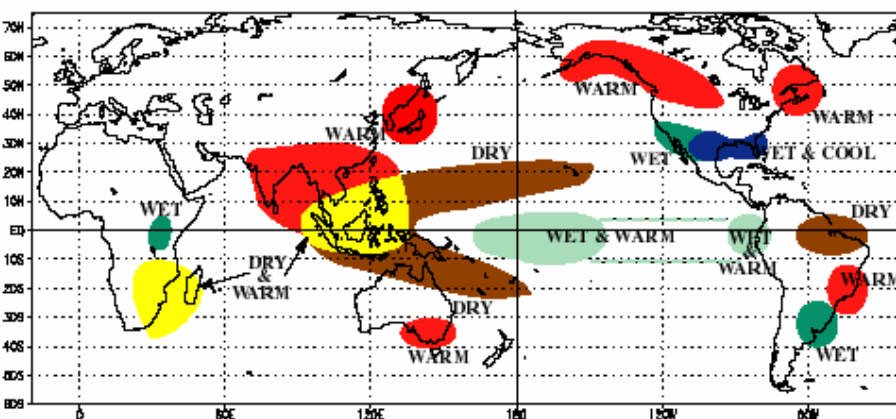 70N
60N
50N
40N
30N
20N
10N
EQ
10S
20S
30S
40S
50S
60S
WARM
WARM
WARM
DRY
WET
WET & COOL
WET
WET & WARM
WET
&
WARM
DRY
DRY
&
WARM
DRY
WARM
WARM
WET
0
60E
120E
180
120W
60W